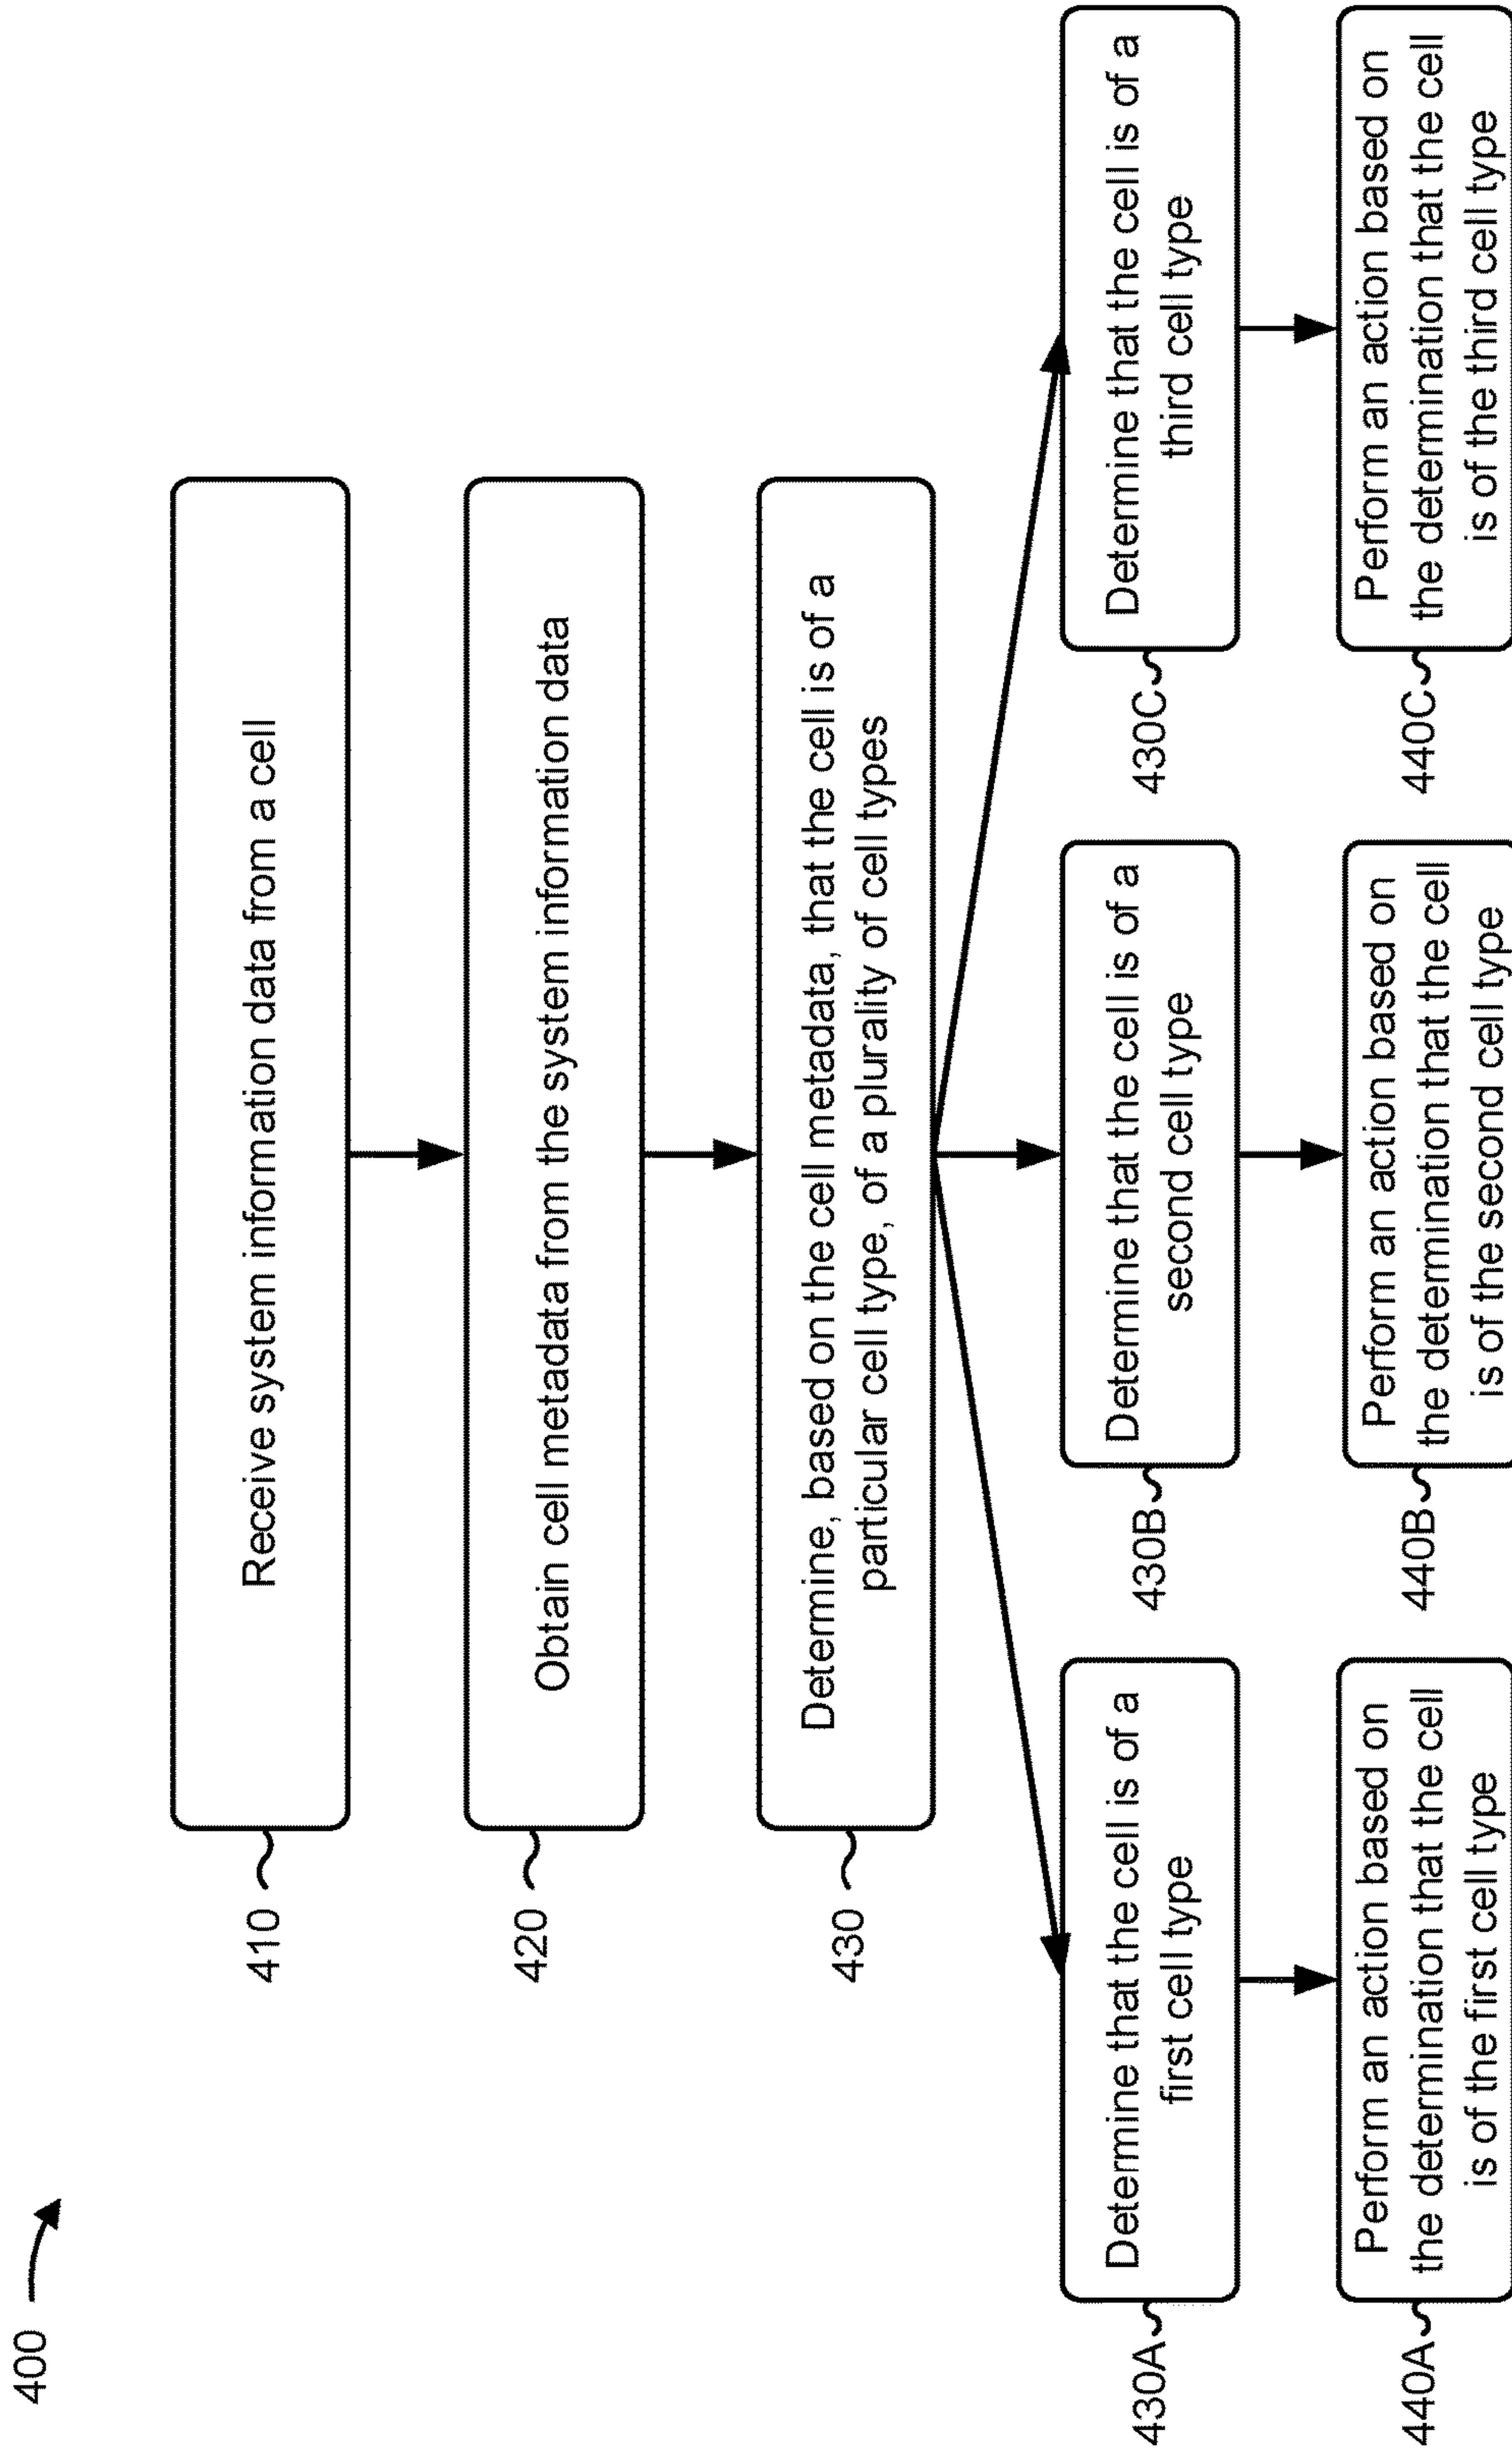 400
410
Receive system information data from a cell
420
Obtain cell metadata from the system information data
430
Determine, based on the cell metadata, that the cell is of a
particular cell type, of a plurality of cell types
430A
Determine that the cell is of a
first cell type
430B
Determine that the cell is of a
second cell type
430C
Determine that the cell is of a
third cell type
440A
Perform an action based on
the determination that the cell
is of the first cell type
440B
Perform an action based on
the determination that the cell
is of the second cell type
440C
Perform an action based on
the determination that the cell
is of the third cell type